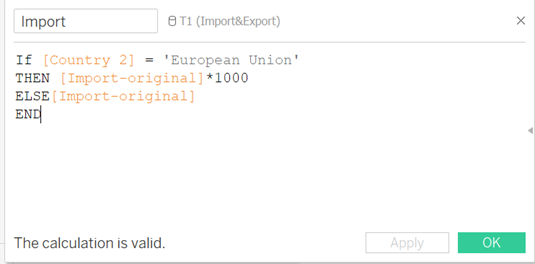 Import
T1 (Import&Export)
If [Country 2] = 'European Union'
THEN [Import-original]*1000
ELSE[Import-original]
END
The calculation is valid.
Apply
OK